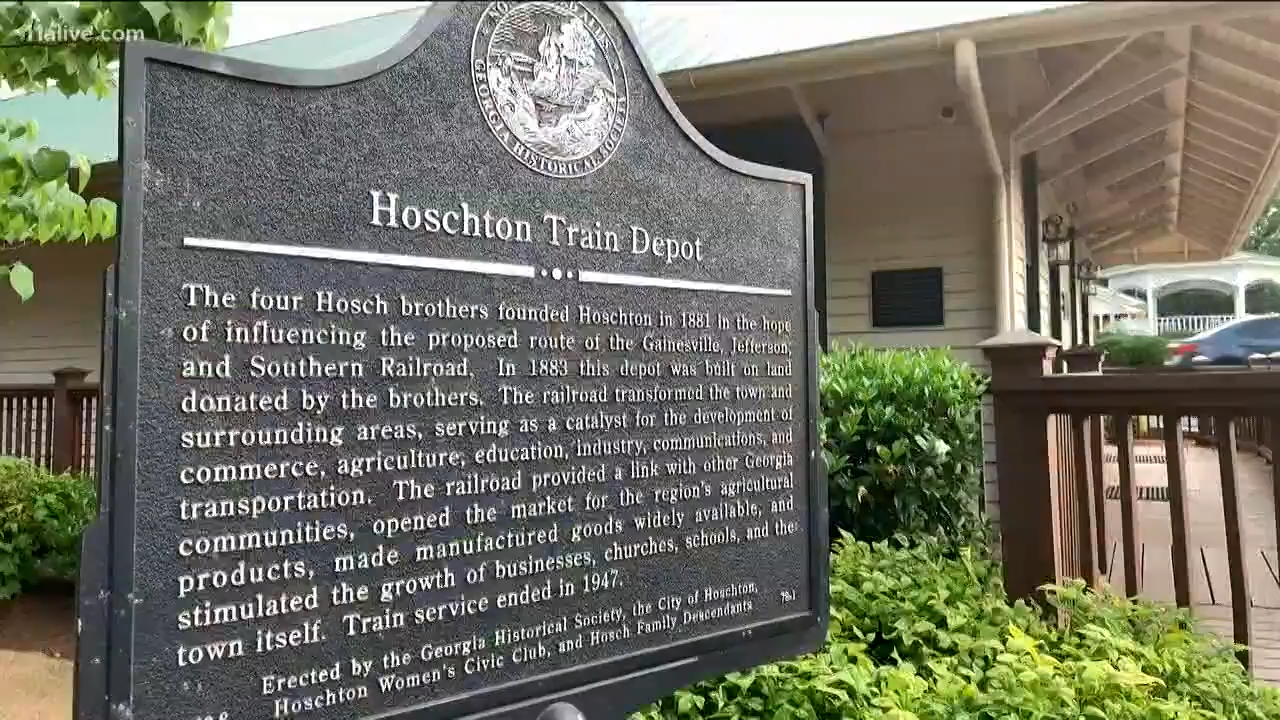 11alive.com
GEORGIA HISTORICAL SOCIETY
Hoschton Train Depot
The four Hosch brothers founded Hoschton in 1881 in the hope
of influencing the proposed route of the Gainesville, Jefferson,
and Southern Railroad. In 1883 this depot was built on land
donated by the brothers. The railroad transformed the town and
surrounding areas, serving as a catalyst for the development of
commerce, agriculture, education, industry, communications, and
transportation. The railroad provided a link with other Georgia
communities, opened the market for the region's agricultural
products, made manufactured goods widely available, and
stimulated the growth of businesses, churches, schools, and the
town itself. Train service ended in 1947.
Erected by the Georgia Historical Society, the City of Hoschton,
Hoschton Women's Civic Club, and Hosch Family Descendants
78-1